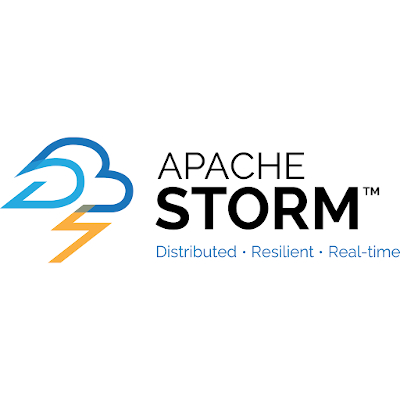 APACHE
STORM™
Distributed • Resilient • Real-time